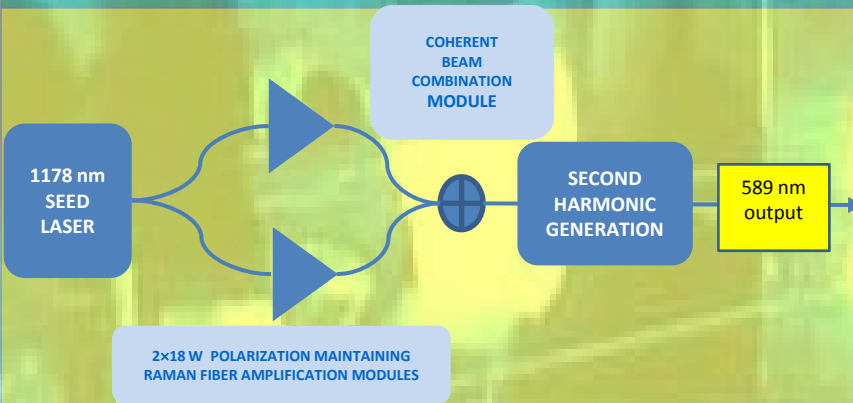 COHERENT
BEAM
COMBINATION
MODULE
1178 nm
SEED
LASER
SECOND
HARMONIC
GENERATION
589 nm
output
2×18 W POLARIZATION MAINTAINING
RAMAN FIBER AMPLIFICATION MODULES